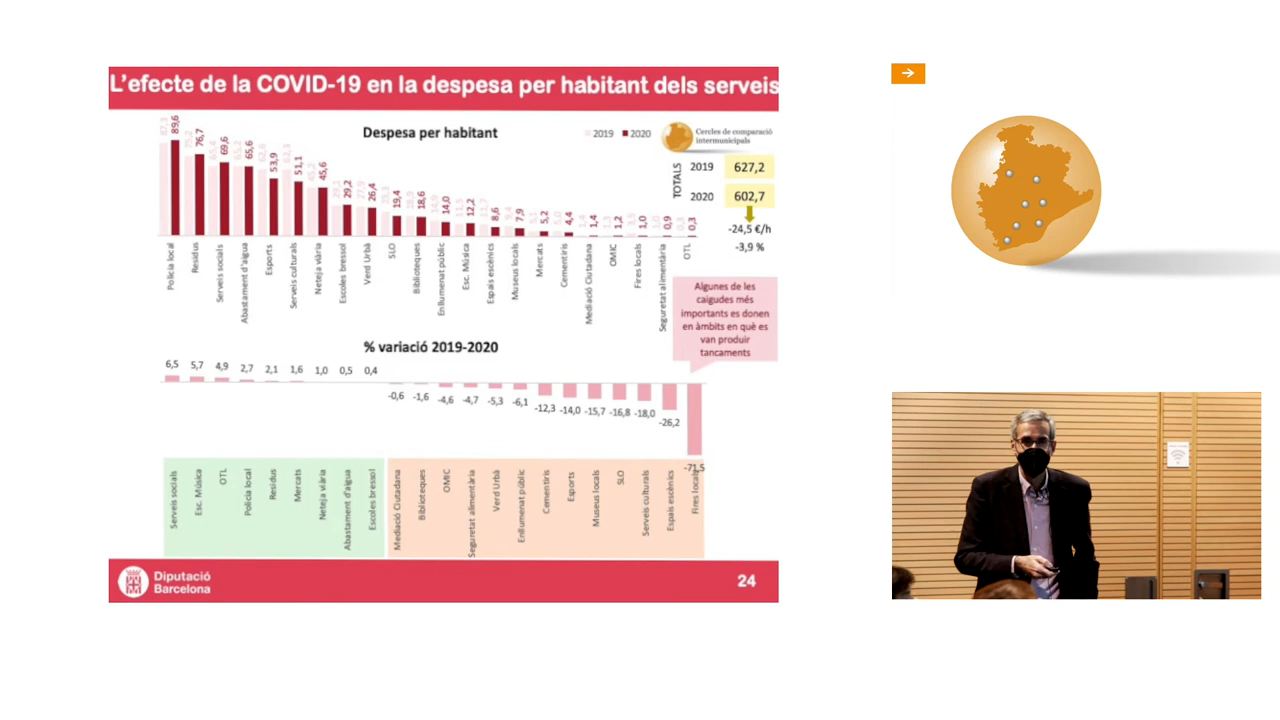 L'efecte de la COVID-19 en la despesa per habitant dels serveis
Despesa per habitant
2019 2020
Cercles de comparació
intermunicipals
TOTALS
2019 627,2
2020 602,7
-24,5 €/h
-3,9 %
89,6 76,7 69,6 65,6 53,9 51,1 45,6 29,2 26,4 19,4 18,6 14,0 12,2 8,6 7,9 5,2 4,4 1,4 1,2 1,0 0,9 0,3
Policia local
Residus
Serveis socials
Abastament d'aigua
Esports
Serveis culturals
Neteja viària
Escoles bressol
Verd Urbà
SLO
Biblioteques
Enllumenat públic
Esc. Música
Espais escènics
Museus locals
Mercats
Cementiris
Mediació Ciutadana
OMIC
Fires locals
Seguretat alimentària
OTL
Algunes de les
caigudes més
importants es donen
en àmbits en què es
van produir
tancaments
% variació 2019-2020
6,5 5,7 4,9 2,7 2,1 1,6 1,0 0,5 0,4
-0,6 -1,6 -4,6 -4,7 -5,3 -6,1 -12,3 -14,0 -15,7 -16,8 -18,0 -26,2 -71,5
Serveis socials
Esc. Música
OTL
Policia local
Residus
Mercats
Neteja viària
Abastament d'aigua
Escoles bressol
Mediació Ciutadana
Biblioteques
OMIC
Seguretat alimentària
Verd Urbà
Enllumenat públic
Cementiris
Esports
Museus locals
SLO
Serveis culturals
Espais escènics
Fires locals
Diputació
Barcelona
24